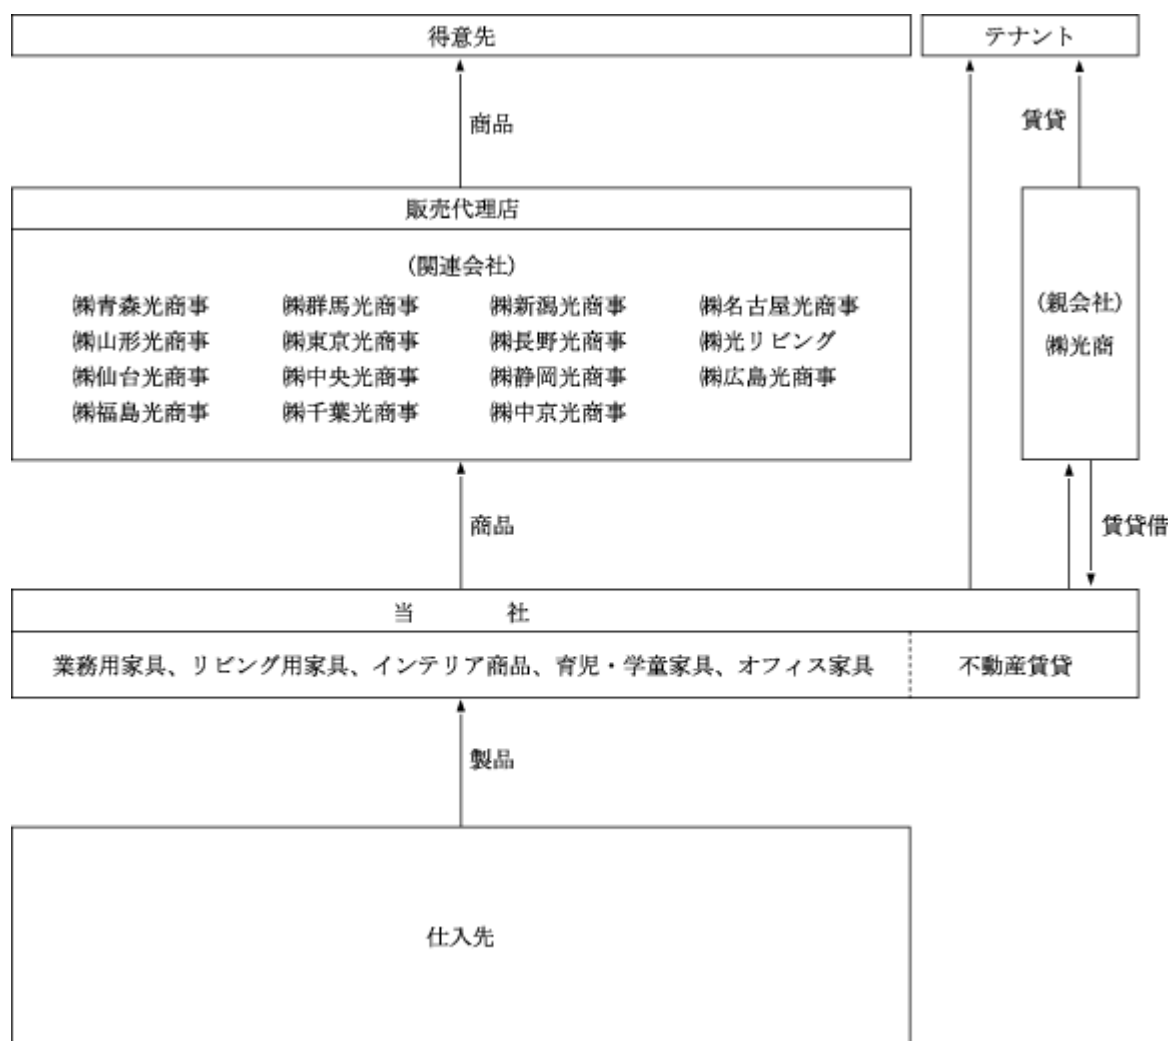 得意先
テナント
商品
賃貸
販売代理店
(関連会社)
㈱青森光商事 ㈱群馬光商事 ㈱新潟光商事 ㈱名古屋光商事
㈱山形光商事 ㈱東京光商事 ㈱長野光商事 ㈱光リビング
㈱仙台光商事 ㈱中央光商事 ㈱静岡光商事 ㈱広島光商事
㈱福島光商事 ㈱千葉光商事 ㈱中京光商事
(親会社)
㈱光商
商品
賃貸借
当 社
業務用家具、リビング用家具、インテリア商品、育児・学童家具、オフィス家具
不動産賃貸
製品
仕入先